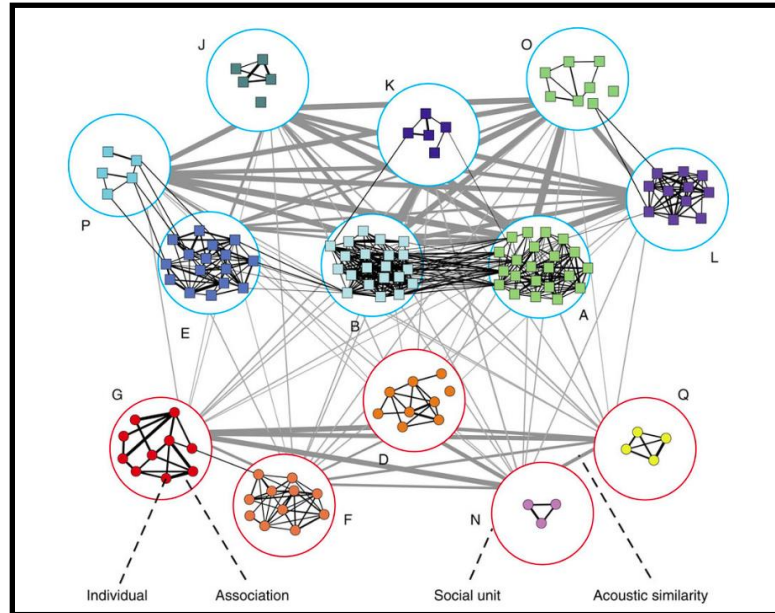 J
O
K
P
L
E
B
A
G
Q
D
F
N
Individual
Association
Social unit
Acoustic similarity